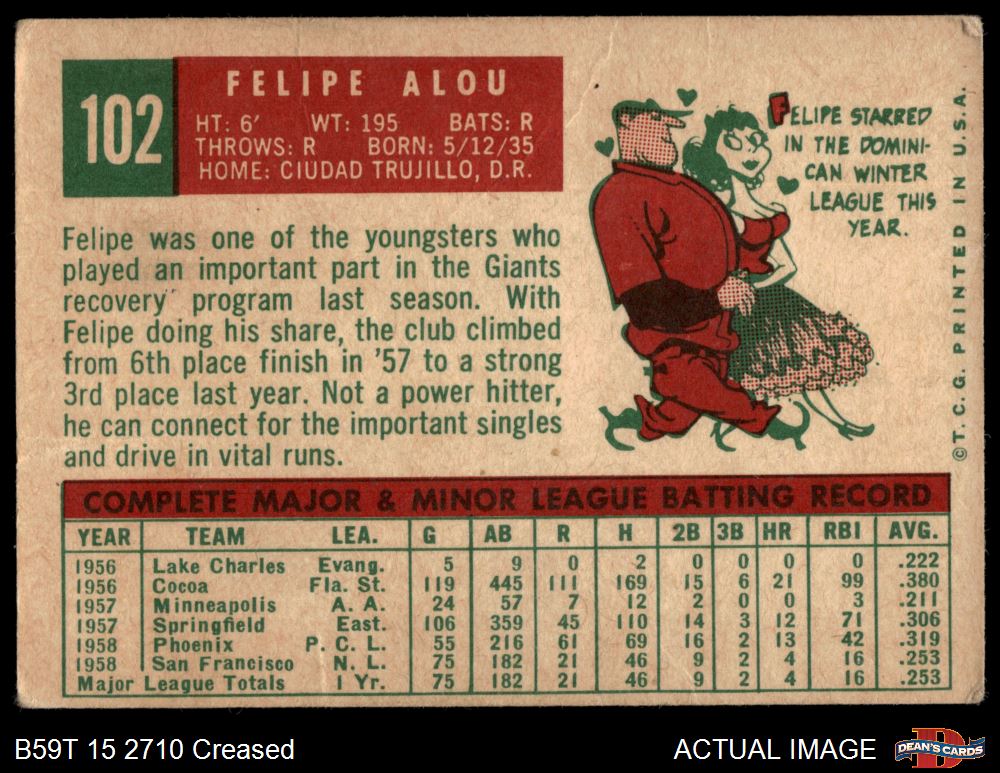 102
FELIPE ALOU
HT: 6' WT: 195 BATS: R
THROWS: R BORN: 5/12/35
HOME: CIUDAD TRUJILLO, D.R.
FELIPE STARRED
IN THE DOMINI-
CAN WINTER
LEAGUE THIS
YEAR.
©T. C. G. PRINTED IN U.S.A.
Felipe was one of the youngsters who
played an important part in the Giants
recovery program last season. With
Felipe doing his share, the club climbed
from 6th place finish in '57 to a strong
3rd place last year. Not a power hitter,
he can connect for the important singles
and drive in vital runs.
COMPLETE MAJOR & MINOR LEAGUE BATTING RECORD
YEAR TEAM LEA. G AB R H 2B 3B HR RBI AVG.
1956 Lake Charles Evang. 5 9 0 2 0 0 0 0 .222
1956 Cocoa Fla. St. 119 445 111 169 15 6 21 99 .380
1957 Minneapolis A. A. 24 57 7 12 2 0 0 3 .211
1957 Springfield East. 106 359 45 110 14 3 12 71 .306
1958 Phoenix P. C. L. 55 216 61 69 16 2 13 42 .319
1958 San Francisco N. L. 75 182 21 46 9 2 4 16 .253
Major League Totals 1 Yr. 75 182 21 46 9 2 4 16 .253
B59T 15 2710 Creased
ACTUAL IMAGE
DEAN'S CARDS